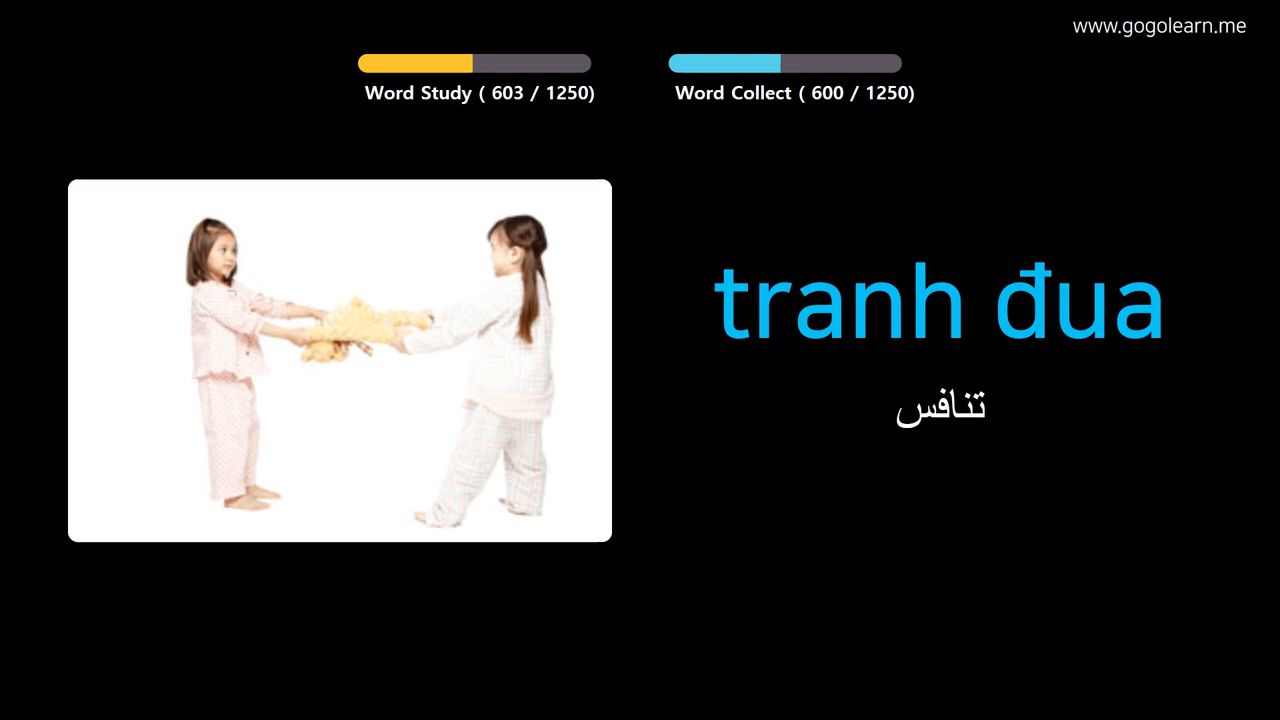 www.gogolearn.me
Word Study ( 603 / 1250)
Word Collect ( 600 / 1250)
tranh đua
تنافس